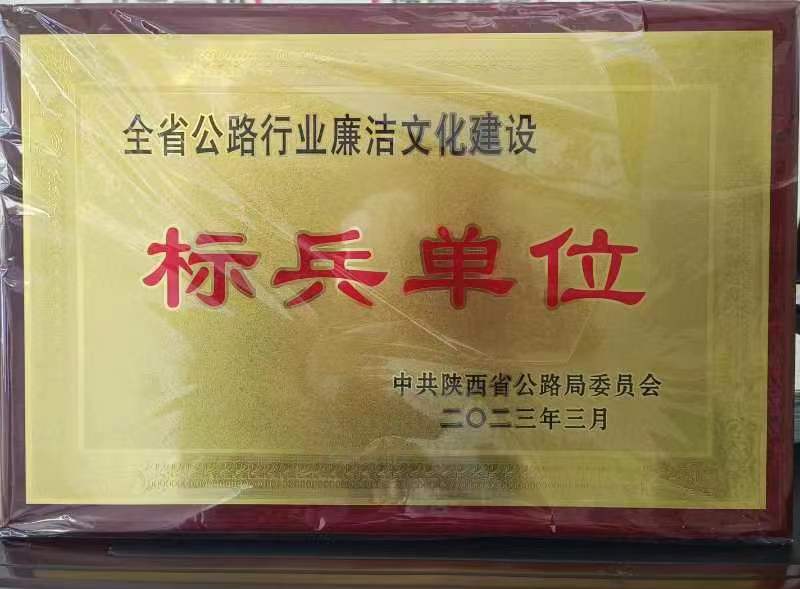 全省公路行业廉洁文化建设
标兵单位
中共陕西省公路局委员会
二〇二三年三月